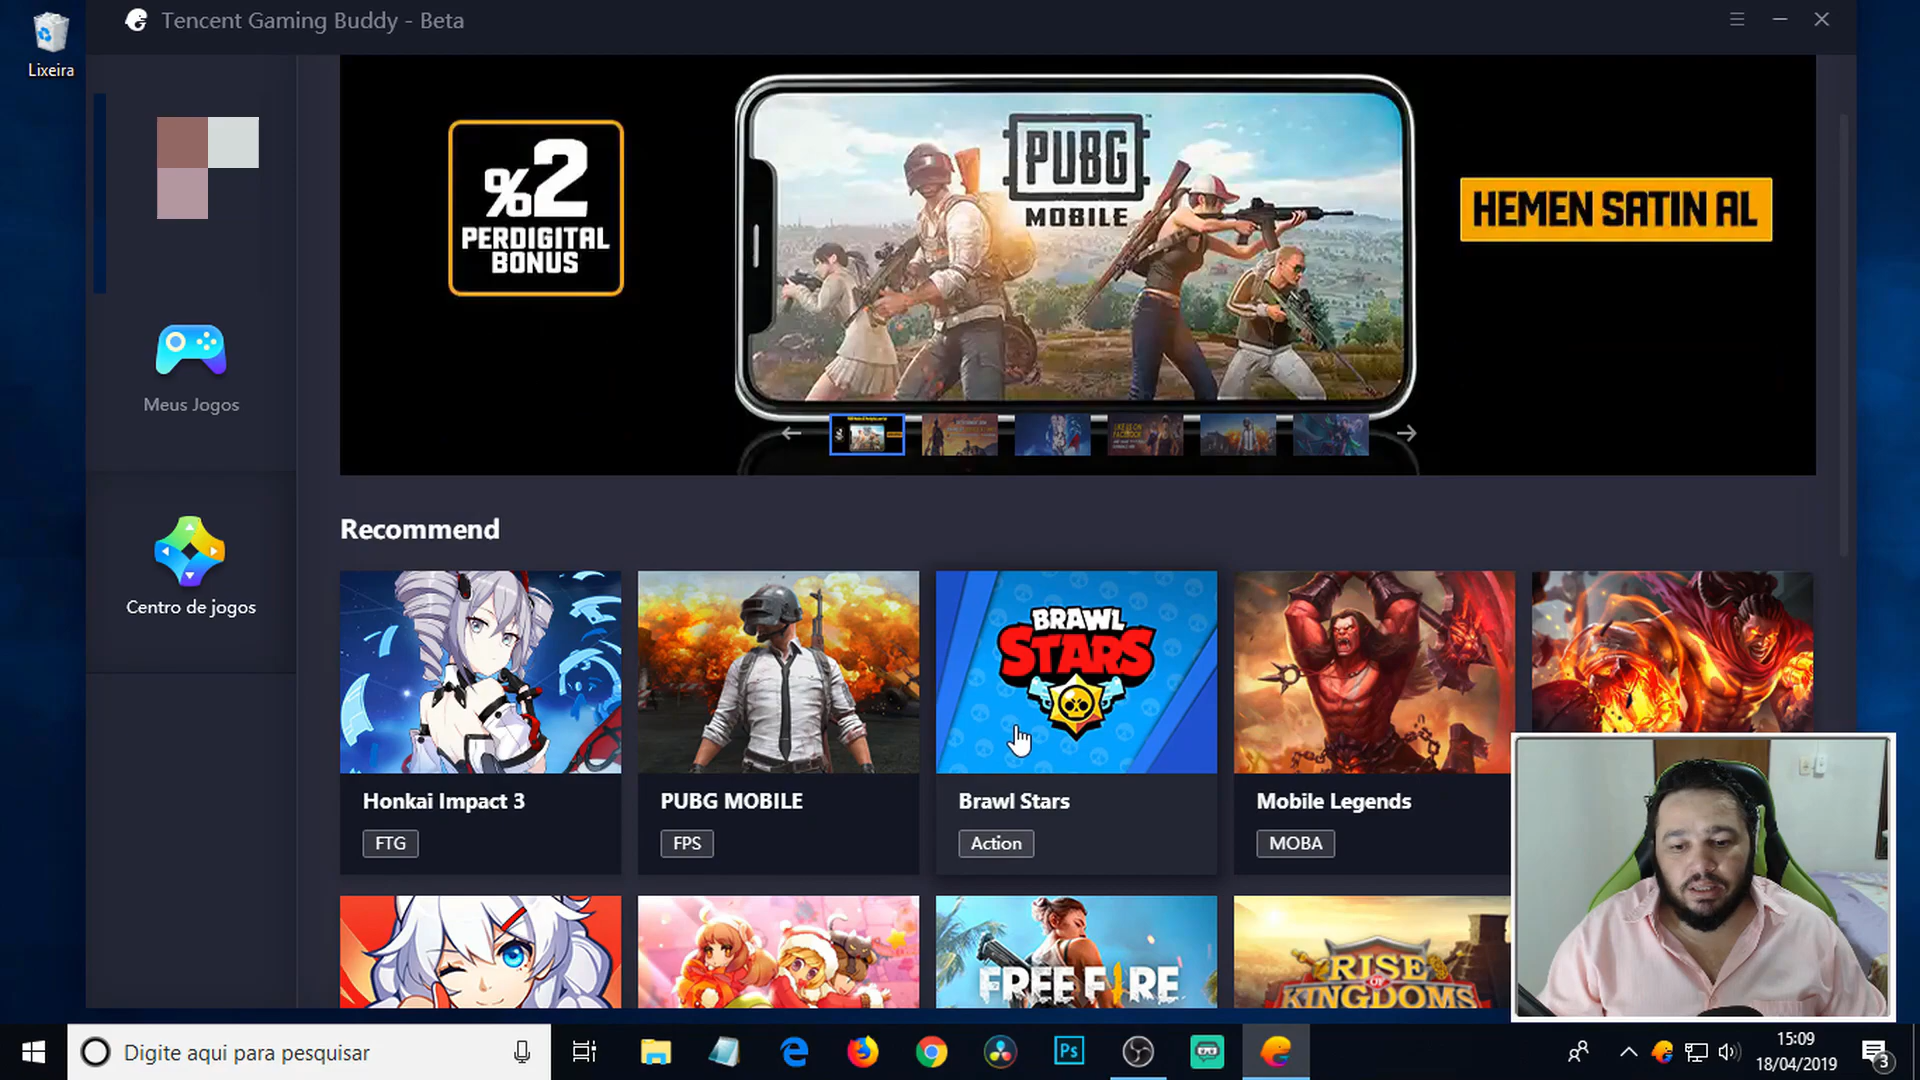 Lixeira
Tencent Gaming Buddy - Beta
%2
PERDIGITAL
BONUS
PUBG
MOBILE
HEMEN SATIN AL
Meus Jogos
Centro de jogos
Recommend
BRAWL
STARS
Honkai Impact 3
PUBG MOBILE
Brawl Stars
Mobile Legends
FTG
FPS
Action
MOBA
FREE FIRE
RISE
OF
KINGDOMS
Digite aqui para pesquisar
Ps
15:09
18/04/2019
3